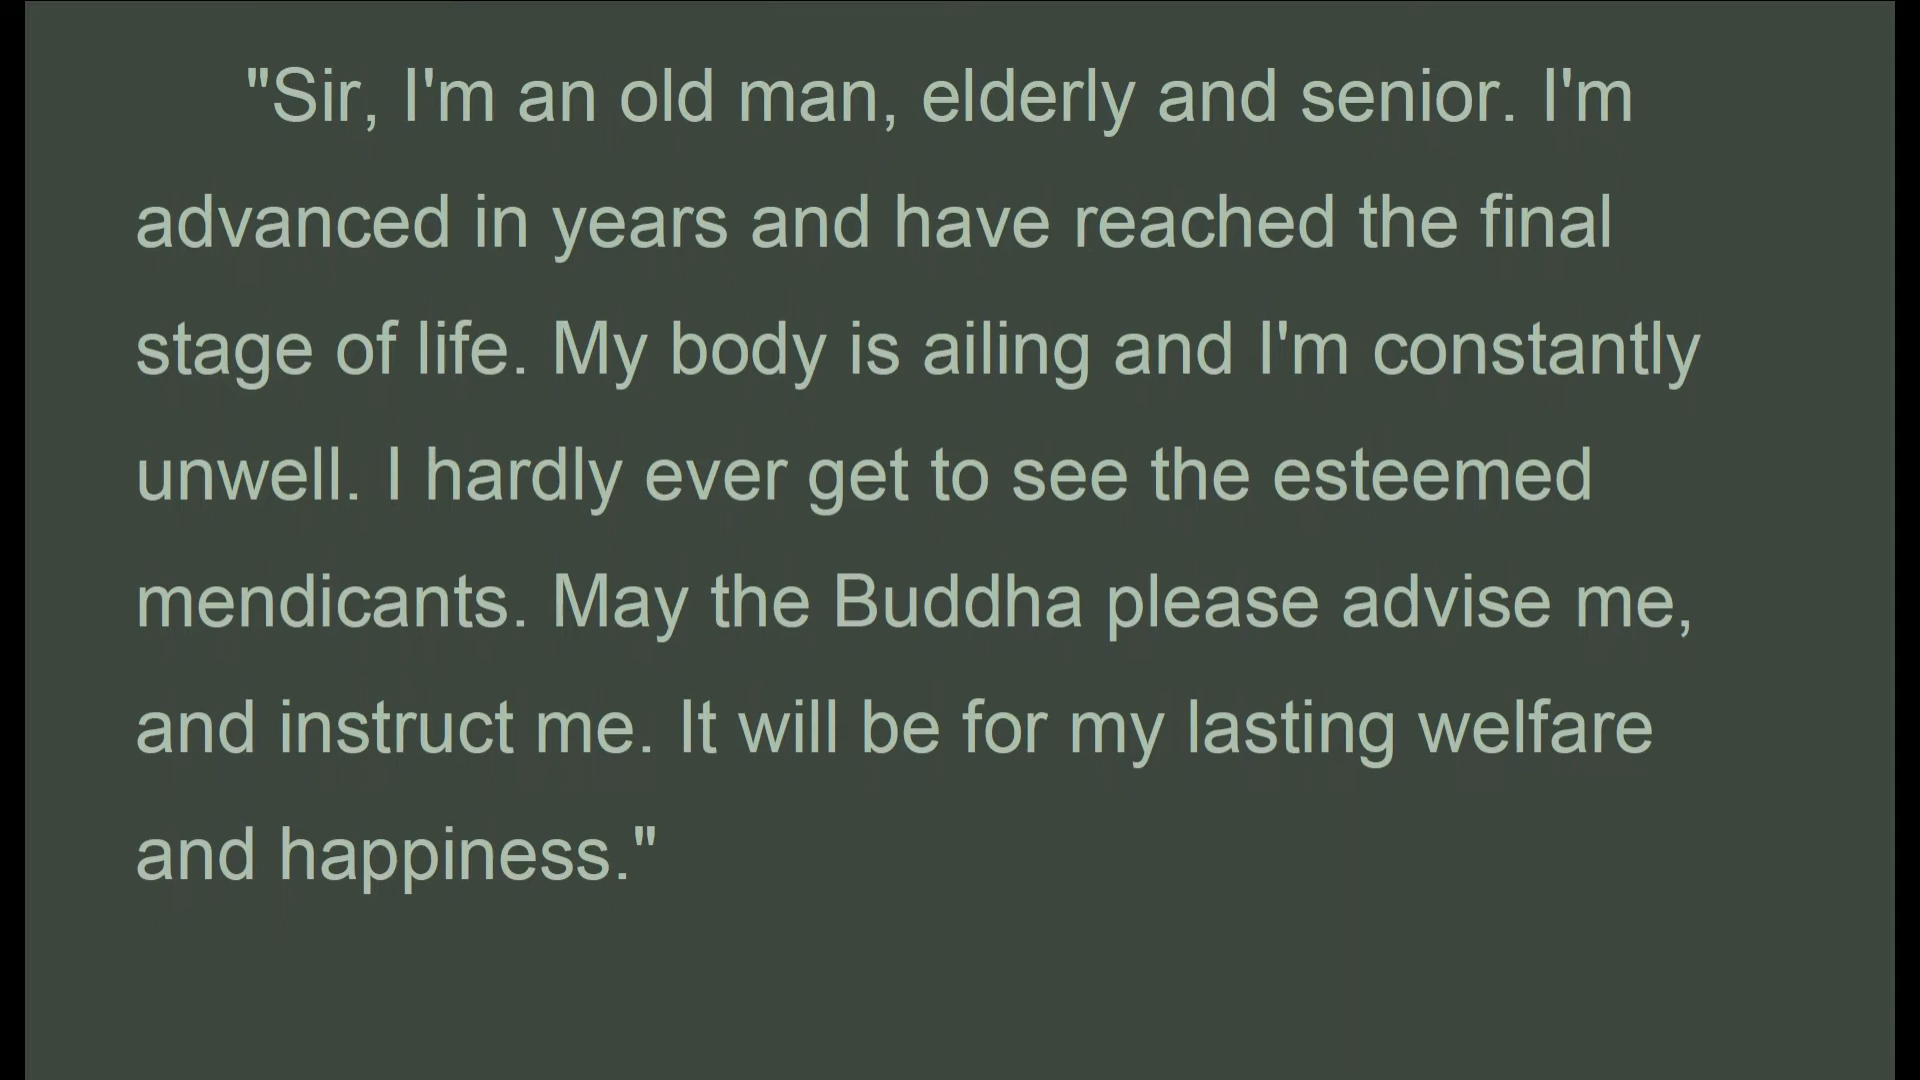 "Sir, I'm an old man, elderly and senior. I'm
advanced in years and have reached the final
stage of life. My body is ailing and I'm constantly
unwell. I hardly ever get to see the esteemed
mendicants. May the Buddha please advise me,
and instruct me. It will be for my lasting welfare
and happiness."